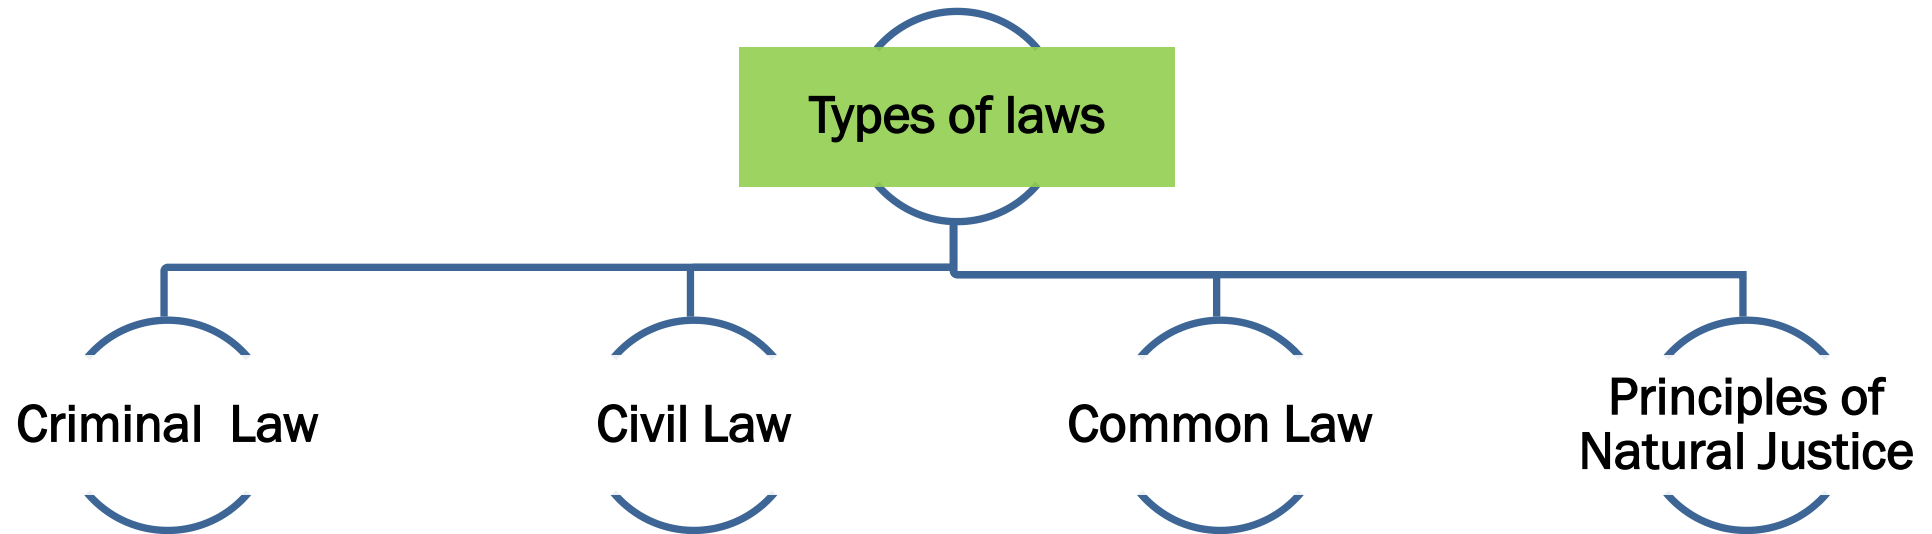 Types of laws
Criminal  Law
Civil Law
Common Law
Principles of
Natural Justice